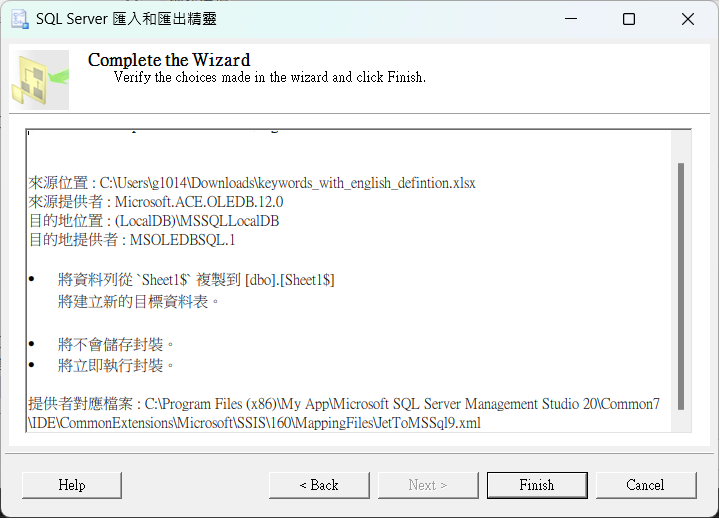 SQL Server 匯入和匯出精靈
Complete the Wizard
Verify the choices made in the wizard and click Finish.
來源位置 : C:\Users\g1014\Downloads\keywords_with_english_defintion.xlsx
來源提供者 : Microsoft.ACE.OLEDB.12.0
目的地位置 : (LocalDB)\MSSQLLocalDB
目的地提供者 : MSOLEDBSQL.1
• 將資料列從 `Sheet1$` 複製到 [dbo].[Sheet1$]
將建立新的目標資料表。
• 將不會儲存封裝。
• 將立即執行封裝。
提供者對應檔案 : C:\Program Files (x86)\My App\Microsoft SQL Server Management Studio 20\Common7
\IDE\CommonExtensions\Microsoft\SSIS\160\MappingFiles\JetToMSSql9.xml
Help
< Back
Next >
Finish
Cancel